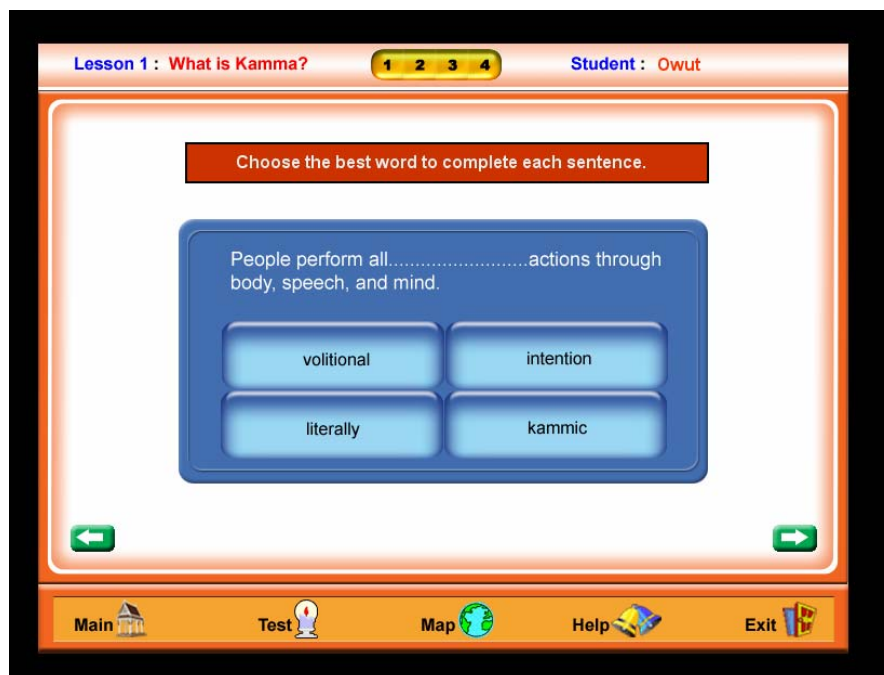 Lesson 1 : What is Kamma? 1 2 3 4 Student : Owut
Choose the best word to complete each sentence.
People perform all..........................actions through
body, speech, and mind.
volitional intention
literally kammic
Main Test Map Help Exit